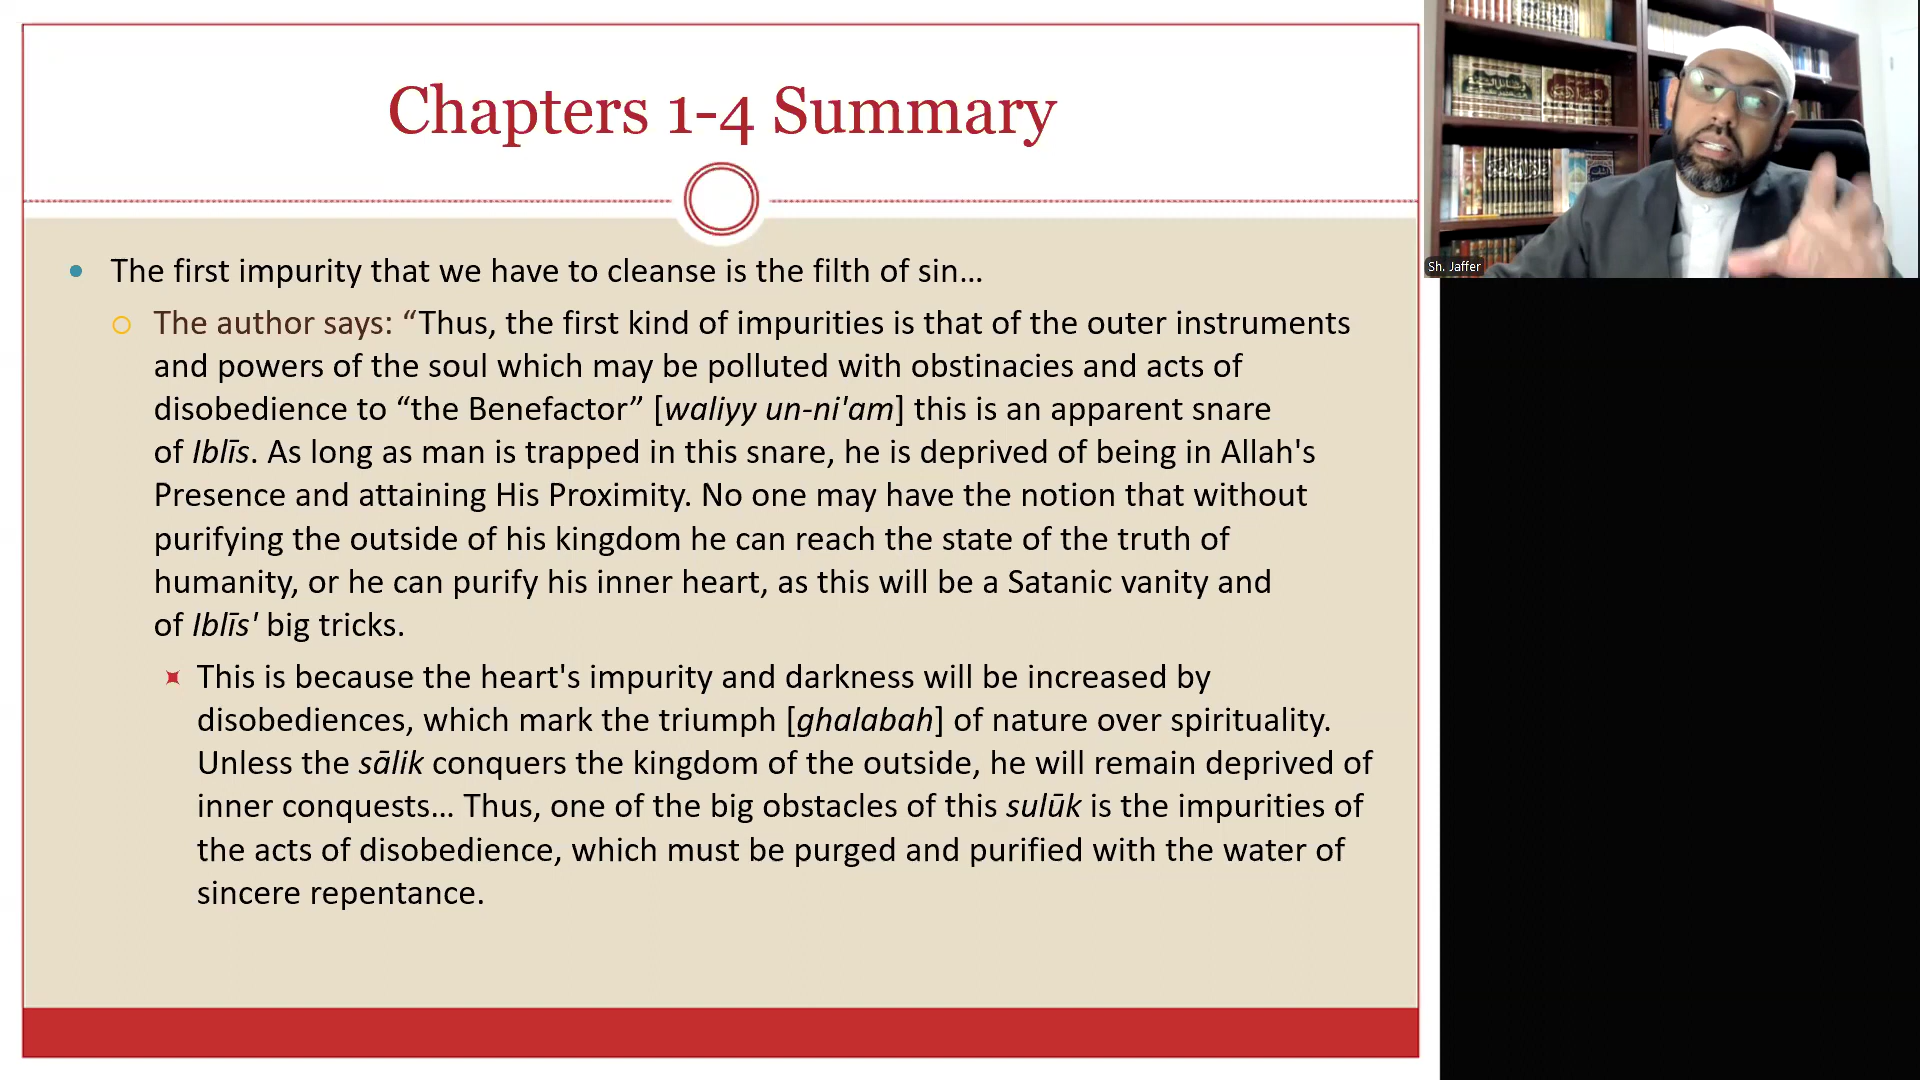 Chapters 1-4 Summary
The first impurity that we have to cleanse is the filth of sin…
The author says: “Thus, the first kind of impurities is that of the outer instruments
and powers of the soul which may be polluted with obstinacies and acts of
disobedience to “the Benefactor” [waliyy un-ni'am] this is an apparent snare
of Iblīs. As long as man is trapped in this snare, he is deprived of being in Allah's
Presence and attaining His Proximity. No one may have the notion that without
purifying the outside of his kingdom he can reach the state of the truth of
humanity, or he can purify his inner heart, as this will be a Satanic vanity and
of Iblīs' big tricks.
This is because the heart's impurity and darkness will be increased by
disobediences, which mark the triumph [ghalabah] of nature over spirituality.
Unless the sālik conquers the kingdom of the outside, he will remain deprived of
inner conquests… Thus, one of the big obstacles of this sulūk is the impurities of
the acts of disobedience, which must be purged and purified with the water of
sincere repentance.
Sh. Jaffer